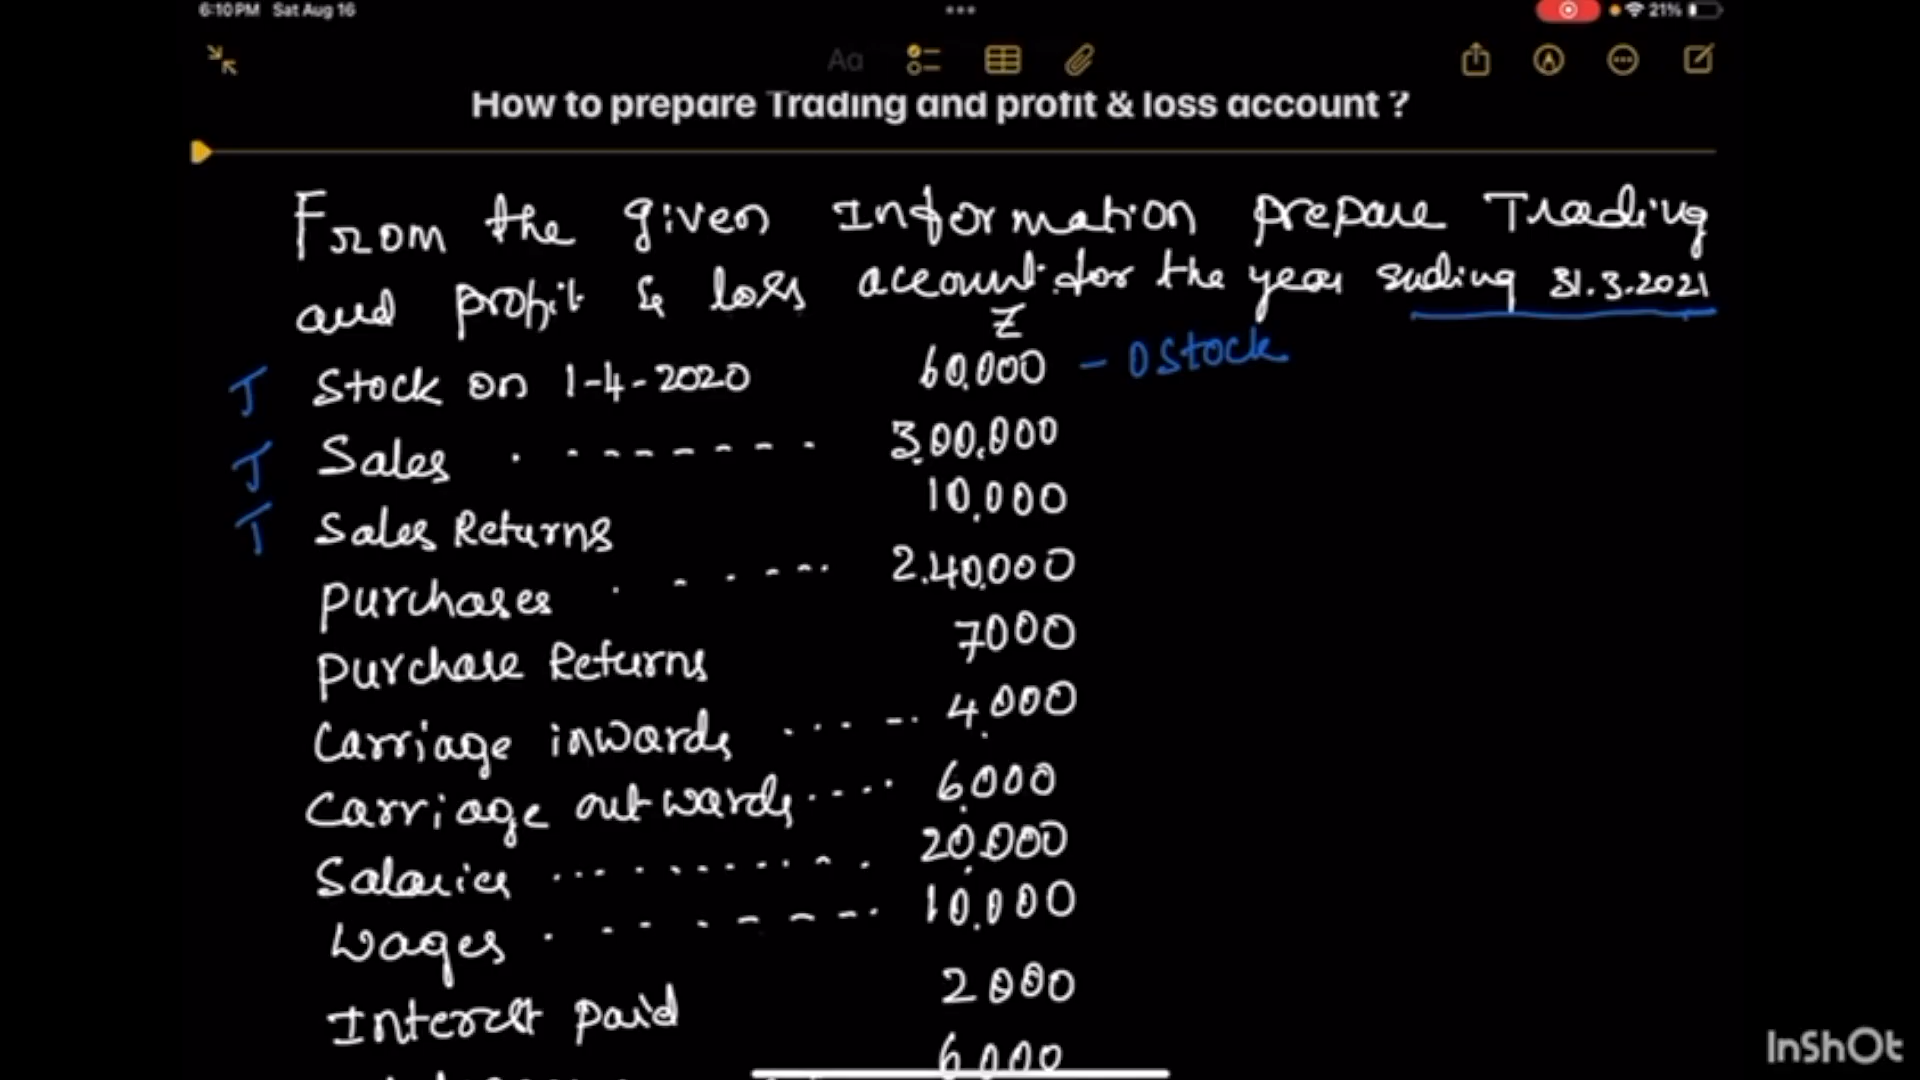 6:10 PM Sat Aug 16
21%
Aa
How to prepare Trading and profit & loss account ?
From the given Information prepare Trading
and profit & loss account for the year ending 31.3.2021
₹
T Stock on 1-4-2020 60,000 - O Stock
T Sales 3,00,000
T Sales Returns 10,000
purchases 2,40,000
purchase Returns 7000
Carriage inwards 4,000
Carriage outwards 6,000
Salaries 20,000
Wages 10,000
Interest paid 2000
6000
InShOt